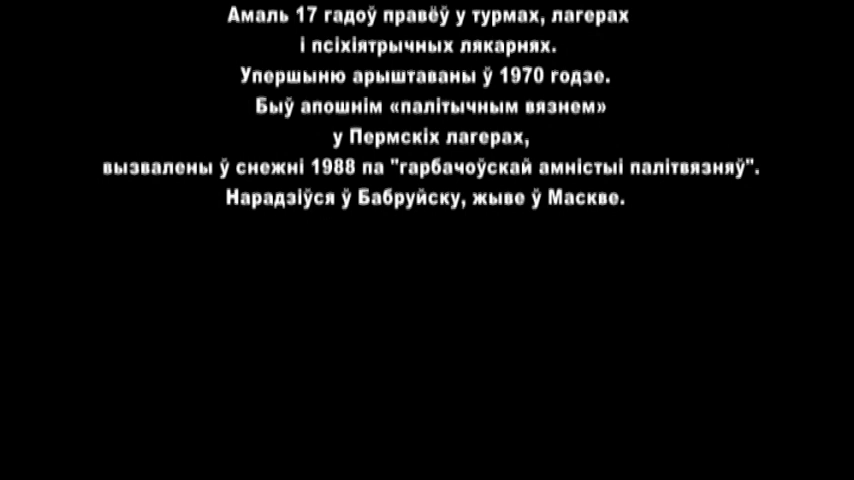 Амаль 17 гадоў правёў у турмах, лагерах
і псіхіятрычных лякарнях.
Упершыню арыштаваны ў 1970 годзе.
Быў апошнім «палітычным вязнем»
у Пермскіх лагерах,
вызвалены ў снежні 1988 па "гарбачоўскай амністыі палітвязняў".
Нарадзіўся ў Бабруйску, жыве ў Маскве.